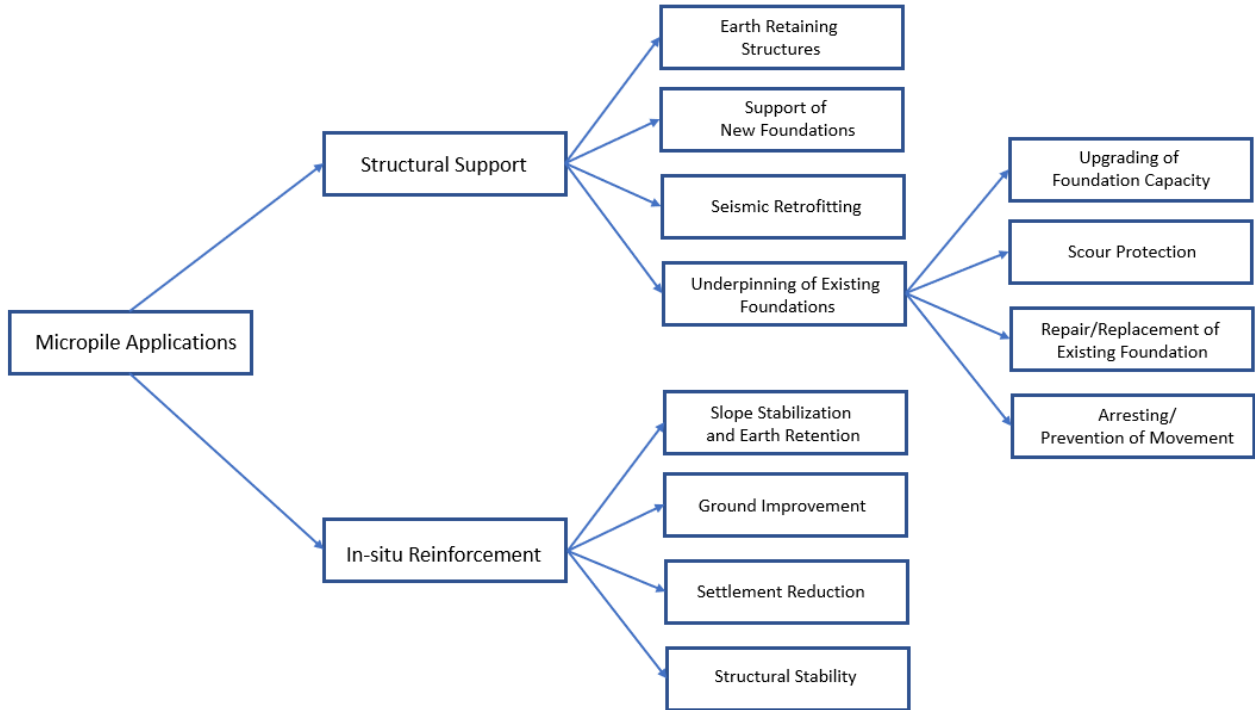 Micropile Applications
Structural Support
Earth Retaining
Structures
Support of
New Foundations
Seismic Retrofitting
Underpinning of Existing
Foundations
Upgrading of
Foundation Capacity
Scour Protection
Repair/Replacement of
Existing Foundation
Arresting/
Prevention of Movement
In-situ Reinforcement
Slope Stabilization
and Earth Retention
Ground Improvement
Settlement Reduction
Structural Stability